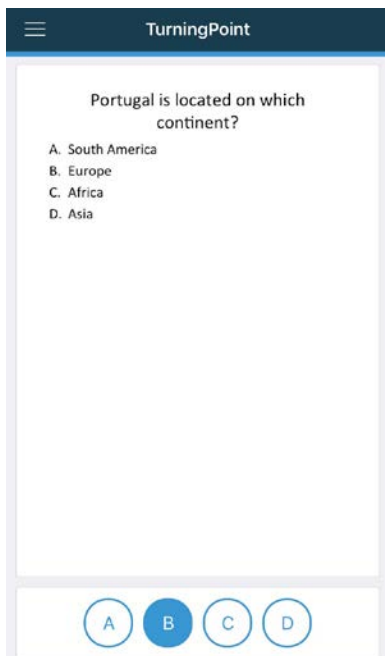 TurningPoint
Portugal is located on which
continent?
A. South America
B. Europe
C. Africa
D. Asia
A B C D